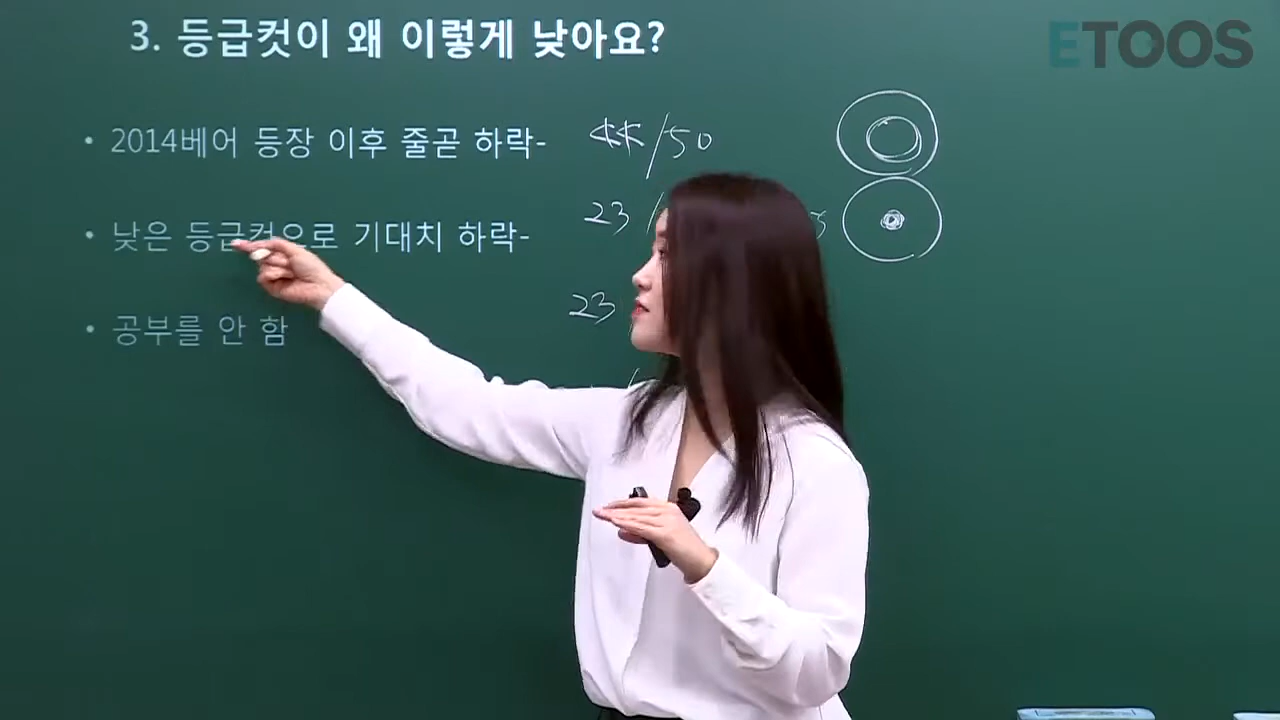 3. 등급컷이 왜 이렇게 낮아요?
ETOOS
• 2014베어 등장 이후 줄곧 하락-
44/50
• 낮은 등급컷으로 기대치 하락-
23/
• 공부를 안 함
23